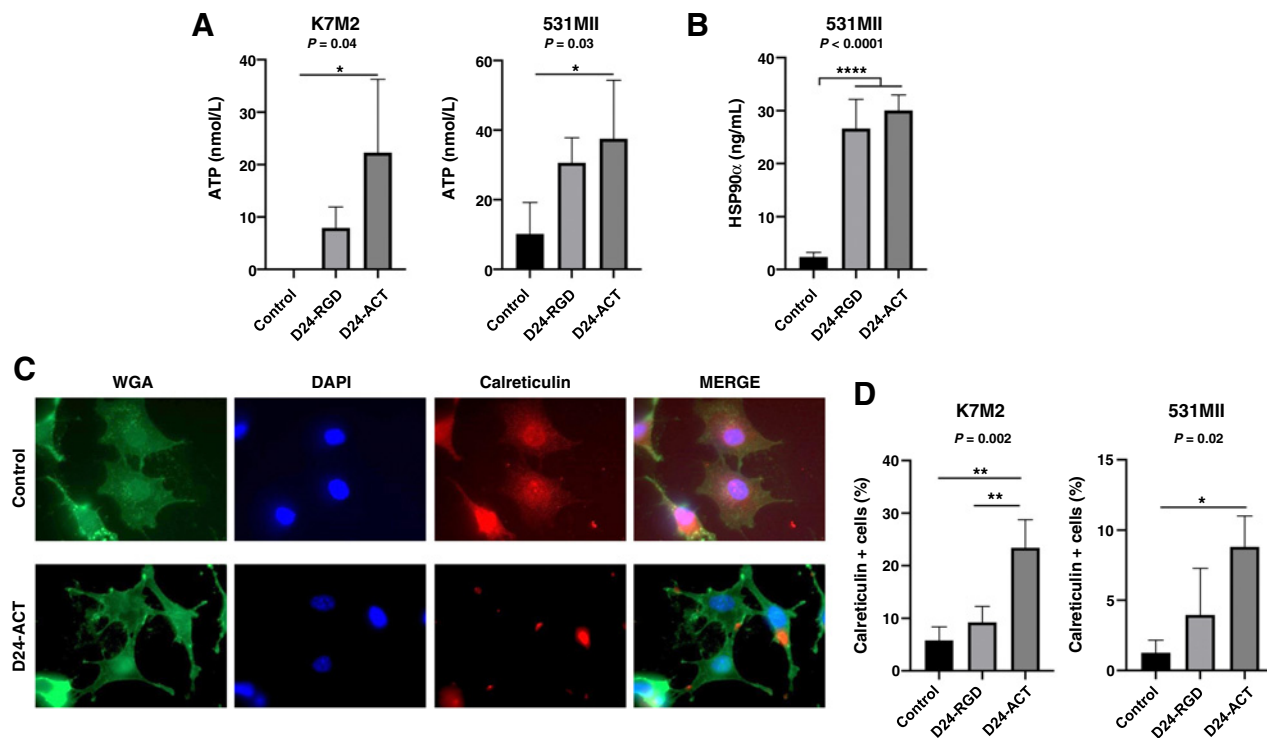 A
K7M2
P = 0.04
ATP (nmol/L)
40
30
20
10
0
*
Control
D24-RGD
D24-ACT
531MII
P = 0.03
ATP (nmol/L)
60
40
20
0
*
Control
D24-RGD
D24-ACT
B
531MII
P < 0.0001
HSP90α (ng/mL)
40
30
20
10
0
****
Control
D24-RGD
D24-ACT
C
WGA DAPI Calreticulin MERGE
Control
D24-ACT
D
K7M2
P = 0.002
Calreticulin + cells (%)
40
30
20
10
0
**
**
Control
D24-RGD
D24-ACT
531MII
P = 0.02
Calreticulin + cells (%)
15
10
5
0
*
Control
D24-RGD
D24-ACT